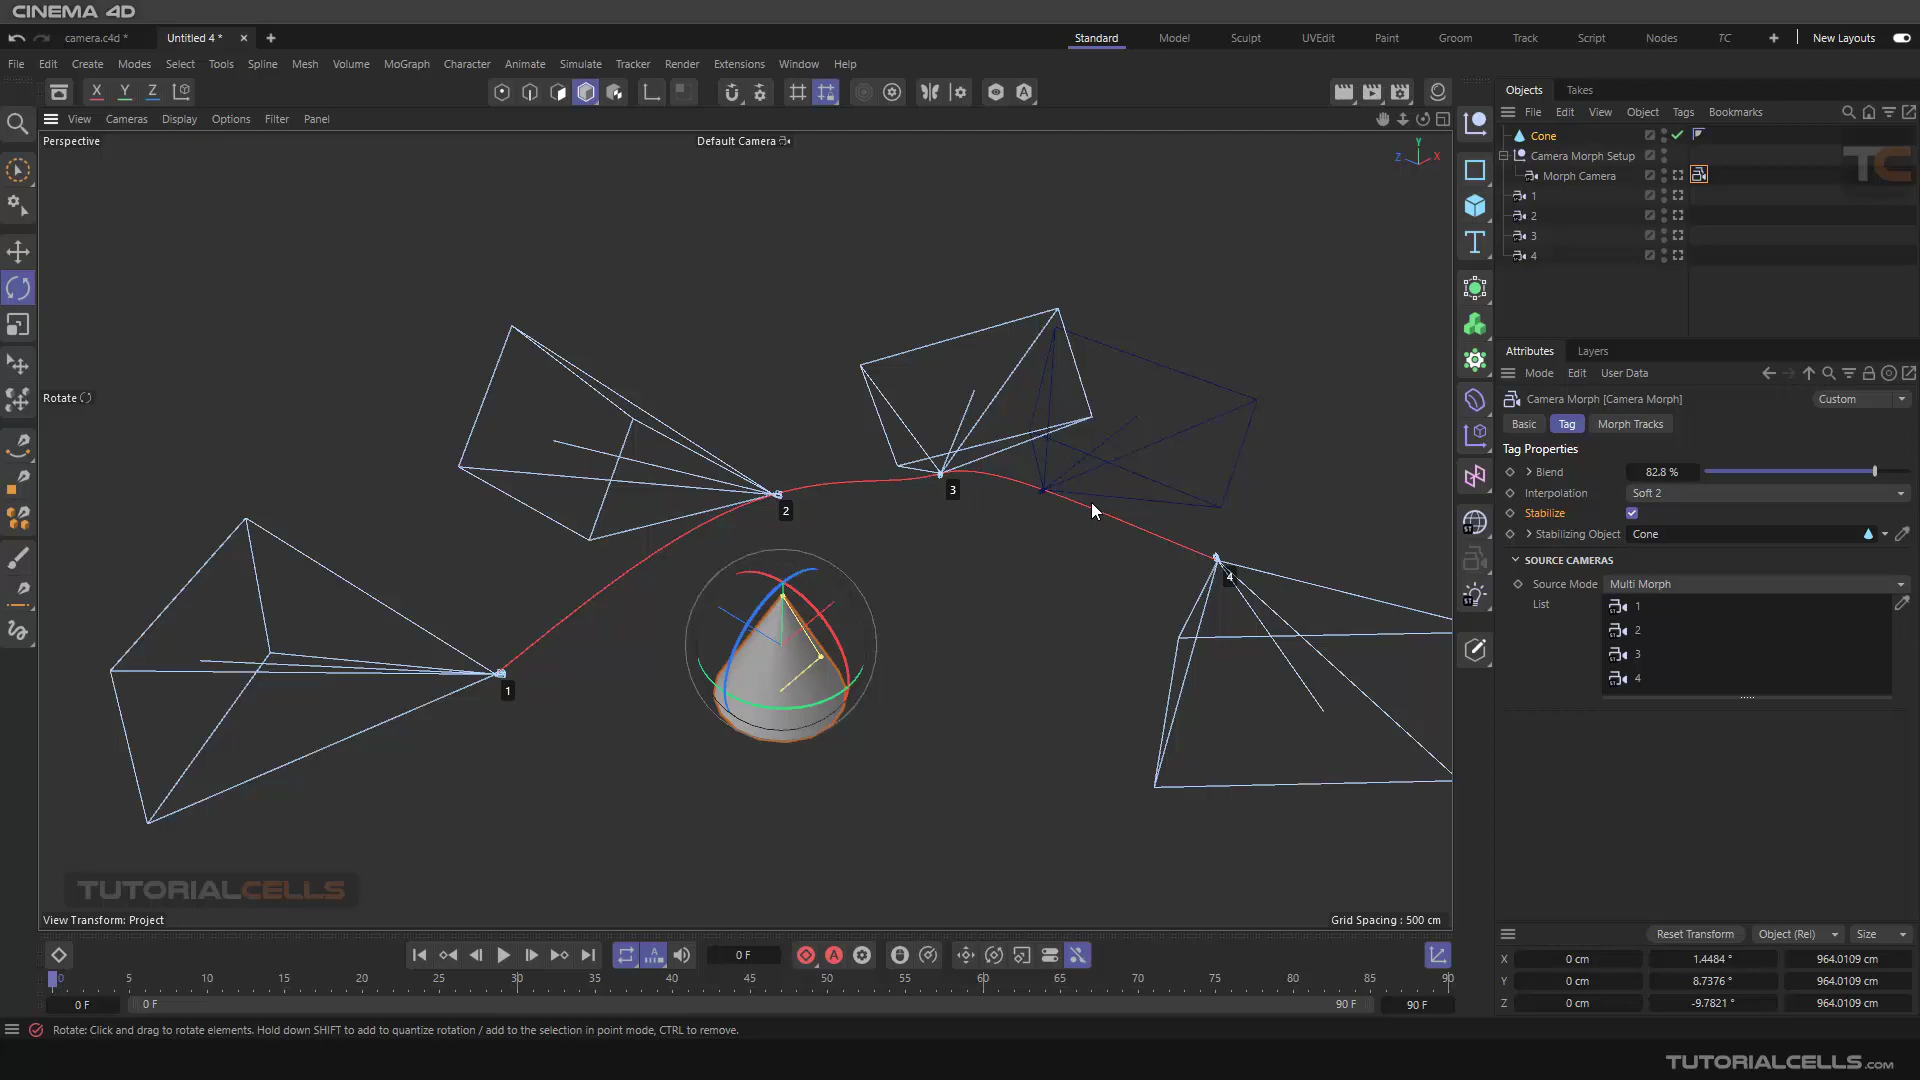 CINEMA 4D
camera.c4d *
Untitled 4 *
Standard
Model
Sculpt
UVEdit
Paint
Groom
Track
Script
Nodes
TC
New Layouts
File Edit Create Modes Select Tools Spline Mesh Volume MoGraph Character Animate Simulate Tracker Render Extensions Window Help
X Y Z
View Cameras Display Options Filter Panel
Perspective
Default Camera
Y
Z X
Rotate
1
2
3
4
TUTORIALCELLS
View Transform: Project
Grid Spacing : 500 cm
Objects Takes
File Edit View Object Tags Bookmarks
Cone
Camera Morph Setup
Morph Camera
1
2
3
4
TC
Attributes Layers
Mode Edit User Data
Camera Morph [Camera Morph]
Custom
Basic Tag Morph Tracks
Tag Properties
Blend 82.8 %
Interpolation Soft 2
Stabilize
Stabilizing Object Cone
SOURCE CAMERAS
Source Mode Multi Morph
List
1
2
3
4
Reset Transform Object (Rel) Size
X 0 cm 1.4484 ° 964.0109 cm
Y 0 cm 8.7376 ° 964.0109 cm
Z 0 cm -9.7821 ° 964.0109 cm
0 F
0 5 10 15 20 25 30 35 40 45 50 55 60 65 70 75 80 85 90
0 F 0 F 90 F 90 F
Rotate: Click and drag to rotate elements. Hold down SHIFT to add to quantize rotation / add to the selection in point mode, CTRL to remove.
TUTORIALCELLS.com